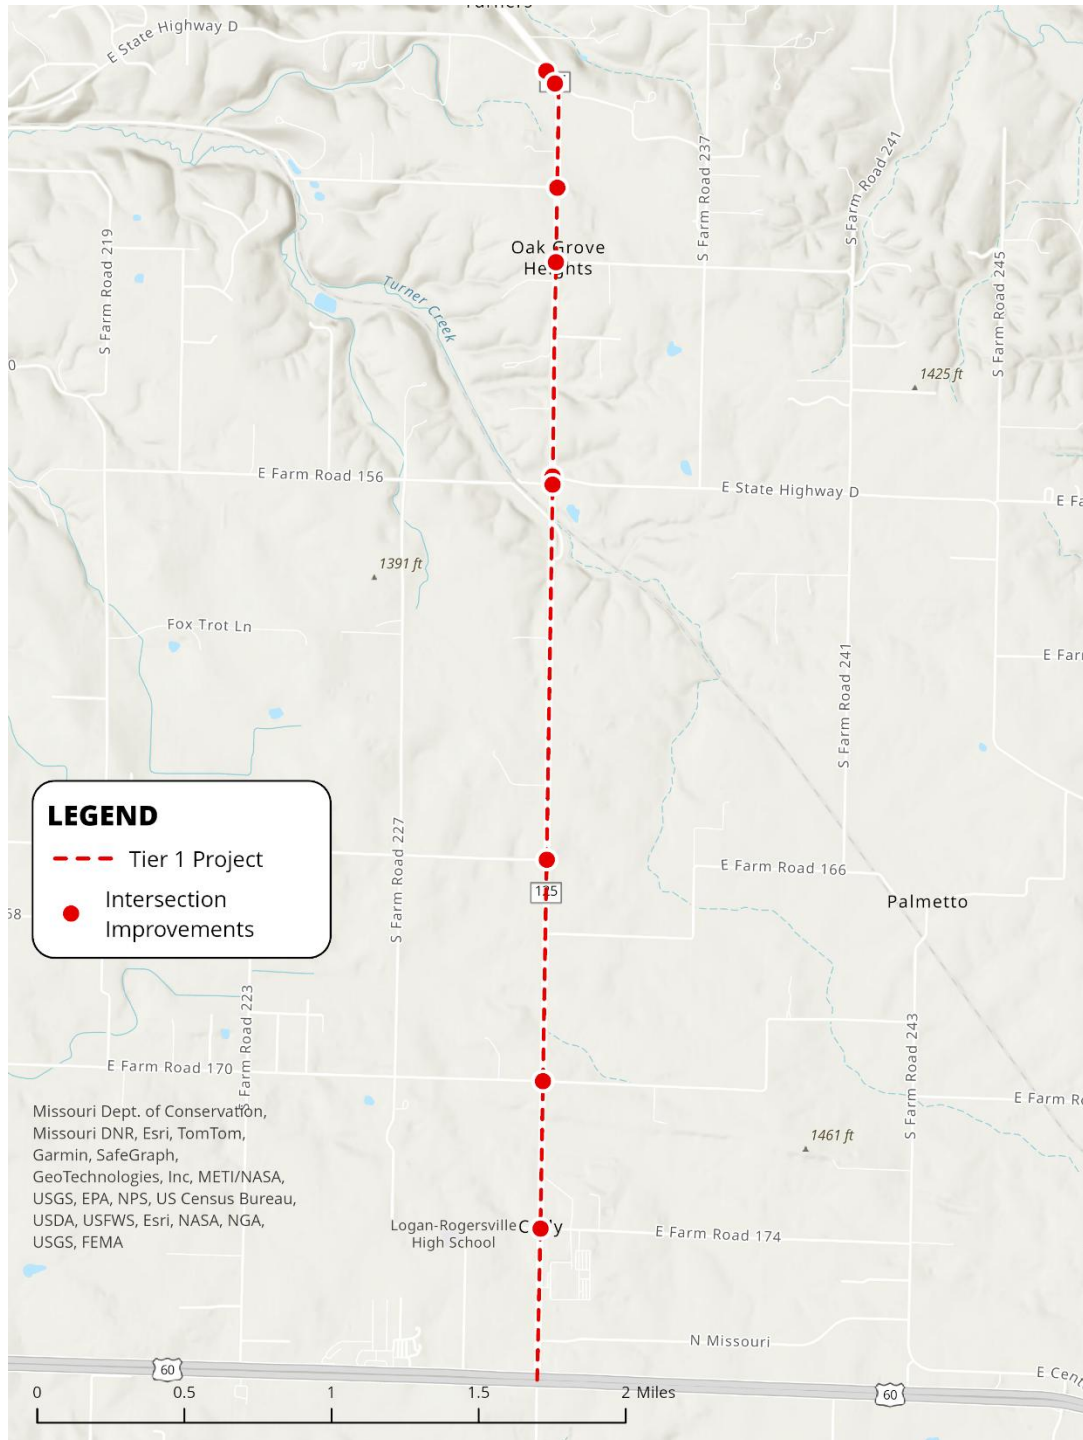 E State Highway D
S Farm Road 237
S Farm Road 241
S Farm Road 219
Oak Grove
Heights
S Farm Road 245
Turner Creek
0
1425 ft
E Farm Road 156
E State Highway D
1391 ft
Fox Trot Ln
S Farm Road 241
LEGEND
Tier 1 Project
Intersection
Improvements
S Farm Road 227
E Farm Road 166
125
Palmetto
58
S Farm Road 223
S Farm Road 243
E Farm Road 170
Missouri Dept. of Conservation,
Missouri DNR, Esri, TomTom,
Garmin, SafeGraph,
GeoTechnologies, Inc, METI/NASA,
USGS, EPA, NPS, US Census Bureau,
USDA, USFWS, Esri, NASA, NGA,
USGS, FEMA
1461 ft
Logan-Rogersville
High School
E Farm Road 174
N Missouri
60
60
0 0.5 1 1.5 2 Miles